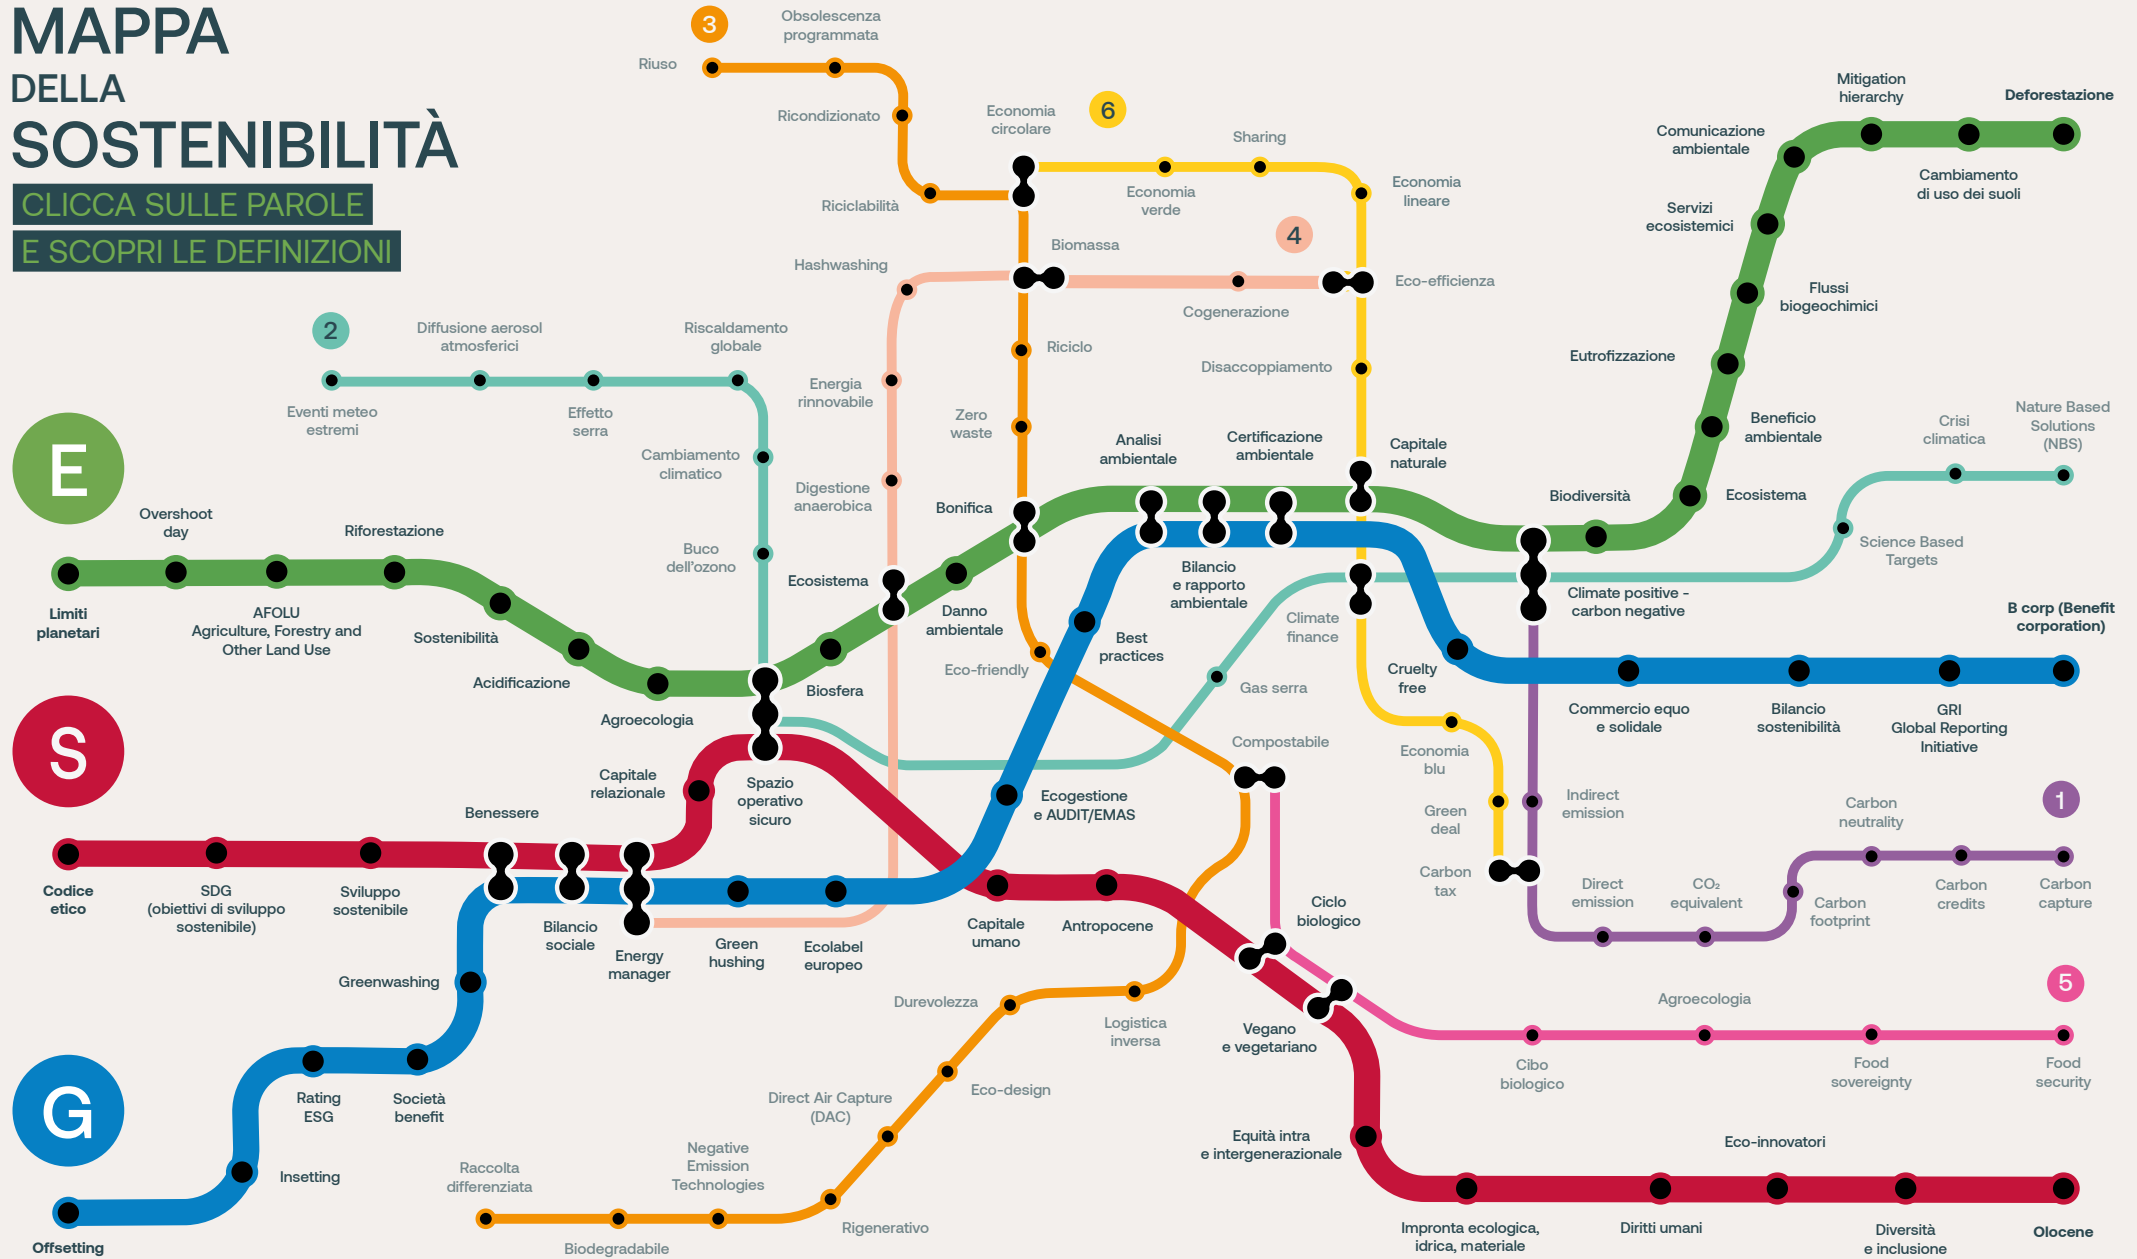 MAPPA
DELLA
SOSTENIBILITÀ
CLICCA SULLE PAROLE
E SCOPRI LE DEFINIZIONI
3
Riuso
Obsolescenza
programmata
Ricondizionato
Riciclabilità
Economia
circolare
6
Sharing
Economia
verde
Economia
lineare
4
Hashwashing
Biomassa
Cogenerazione
Eco-efficienza
Riciclo
Disaccoppiamento
Energia
rinnovabile
Zero
waste
Digestione
anaerobica
2
Diffusione aerosol
atmosferici
Riscaldamento
globale
Eventi meteo
estremi
Effetto
serra
Cambiamento
climatico
Buco
dell'ozono
E
Overshoot
day
Riforestazione
Limiti
planetari
AFOLU
Agriculture, Forestry and
Other Land Use
Sostenibilità
Acidificazione
Agroecologia
Biosfera
Ecosistema
Danno
ambientale
Bonifica
Analisi
ambientale
Certificazione
ambientale
Capitale
naturale
Bilancio
e rapporto
ambientale
Best
practices
Eco-friendly
Climate
finance
Gas serra
Cruelty
free
Biodiversità
Ecosistema
Beneficio
ambientale
Eutrofizzazione
Flussi
biogeochimici
Servizi
ecosistemici
Comunicazione
ambientale
Mitigation
hierarchy
Cambiamento
di uso dei suoli
Deforestazione
Crisi
climatica
Nature Based
Solutions
(NBS)
Science Based
Targets
Climate positive -
carbon negative
B corp (Benefit
corporation)
Commercio equo
e solidale
Bilancio
sostenibilità
GRI
Global Reporting
Initiative
S
Codice
etico
SDG
(obiettivi di sviluppo
sostenibile)
Sviluppo
sostenibile
Benessere
Capitale
relazionale
Spazio
operativo
sicuro
Bilancio
sociale
Energy
manager
Green
hushing
Ecolabel
europeo
Ecogestione
e AUDIT/EMAS
Capitale
umano
Antropocene
Compostabile
Economia
blu
Green
deal
Carbon
tax
Indirect
emission
1
Carbon
neutrality
Direct
emission
CO₂
equivalent
Carbon
footprint
Carbon
credits
Carbon
capture
Ciclo
biologico
Vegano
e vegetariano
5
Agroecologia
Cibo
biologico
Food
sovereignty
Food
security
Greenwashing
Durevolezza
Logistica
inversa
Eco-design
Direct Air Capture
(DAC)
Negative
Emission
Technologies
Raccolta
differenziata
Biodegradabile
Rigenerativo
G
Rating
ESG
Società
benefit
Insetting
Offsetting
Equità intra
e intergenerazionale
Eco-innovatori
Impronta ecologica,
idrica, materiale
Diritti umani
Diversità
e inclusione
Olocene